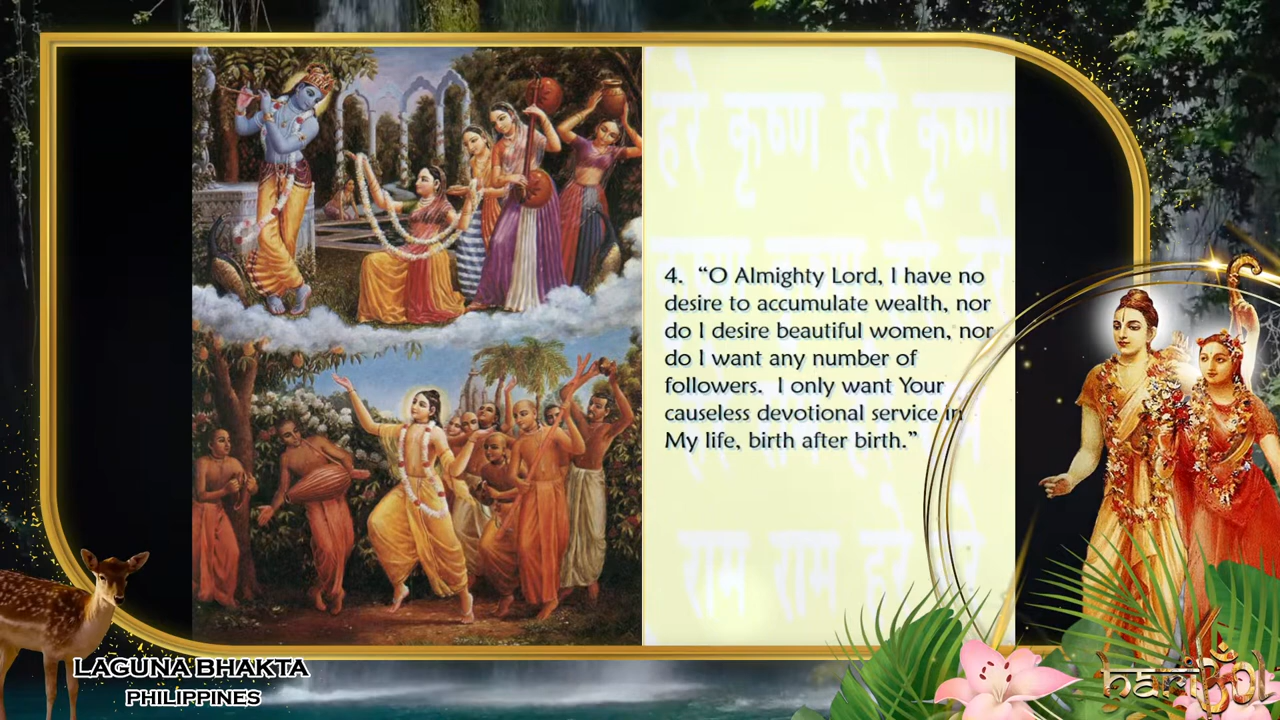 हरे कृष्ण हरे कृष्ण
4. “O Almighty Lord, I have no
desire to accumulate wealth, nor
do I desire beautiful women, nor
do I want any number of
followers. I only want Your
causeless devotional service in
My life, birth after birth.”
राम राम हरे हरे
LAGUNA BHAKTA
PHILIPPINES
hariBol